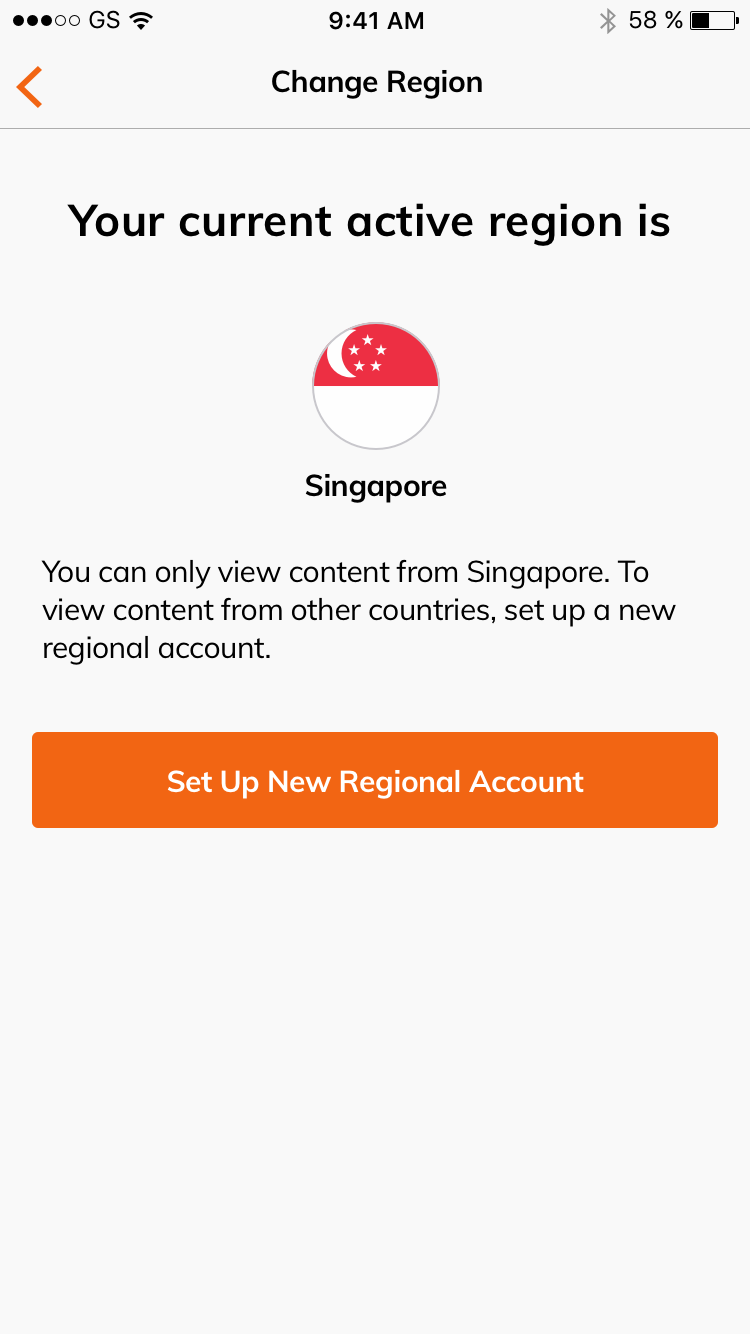 GS 9:41 AM 58 %
Change Region
Your current active region is
Singapore
You can only view content from Singapore. To
view content from other countries, set up a new
regional account.
Set Up New Regional Account